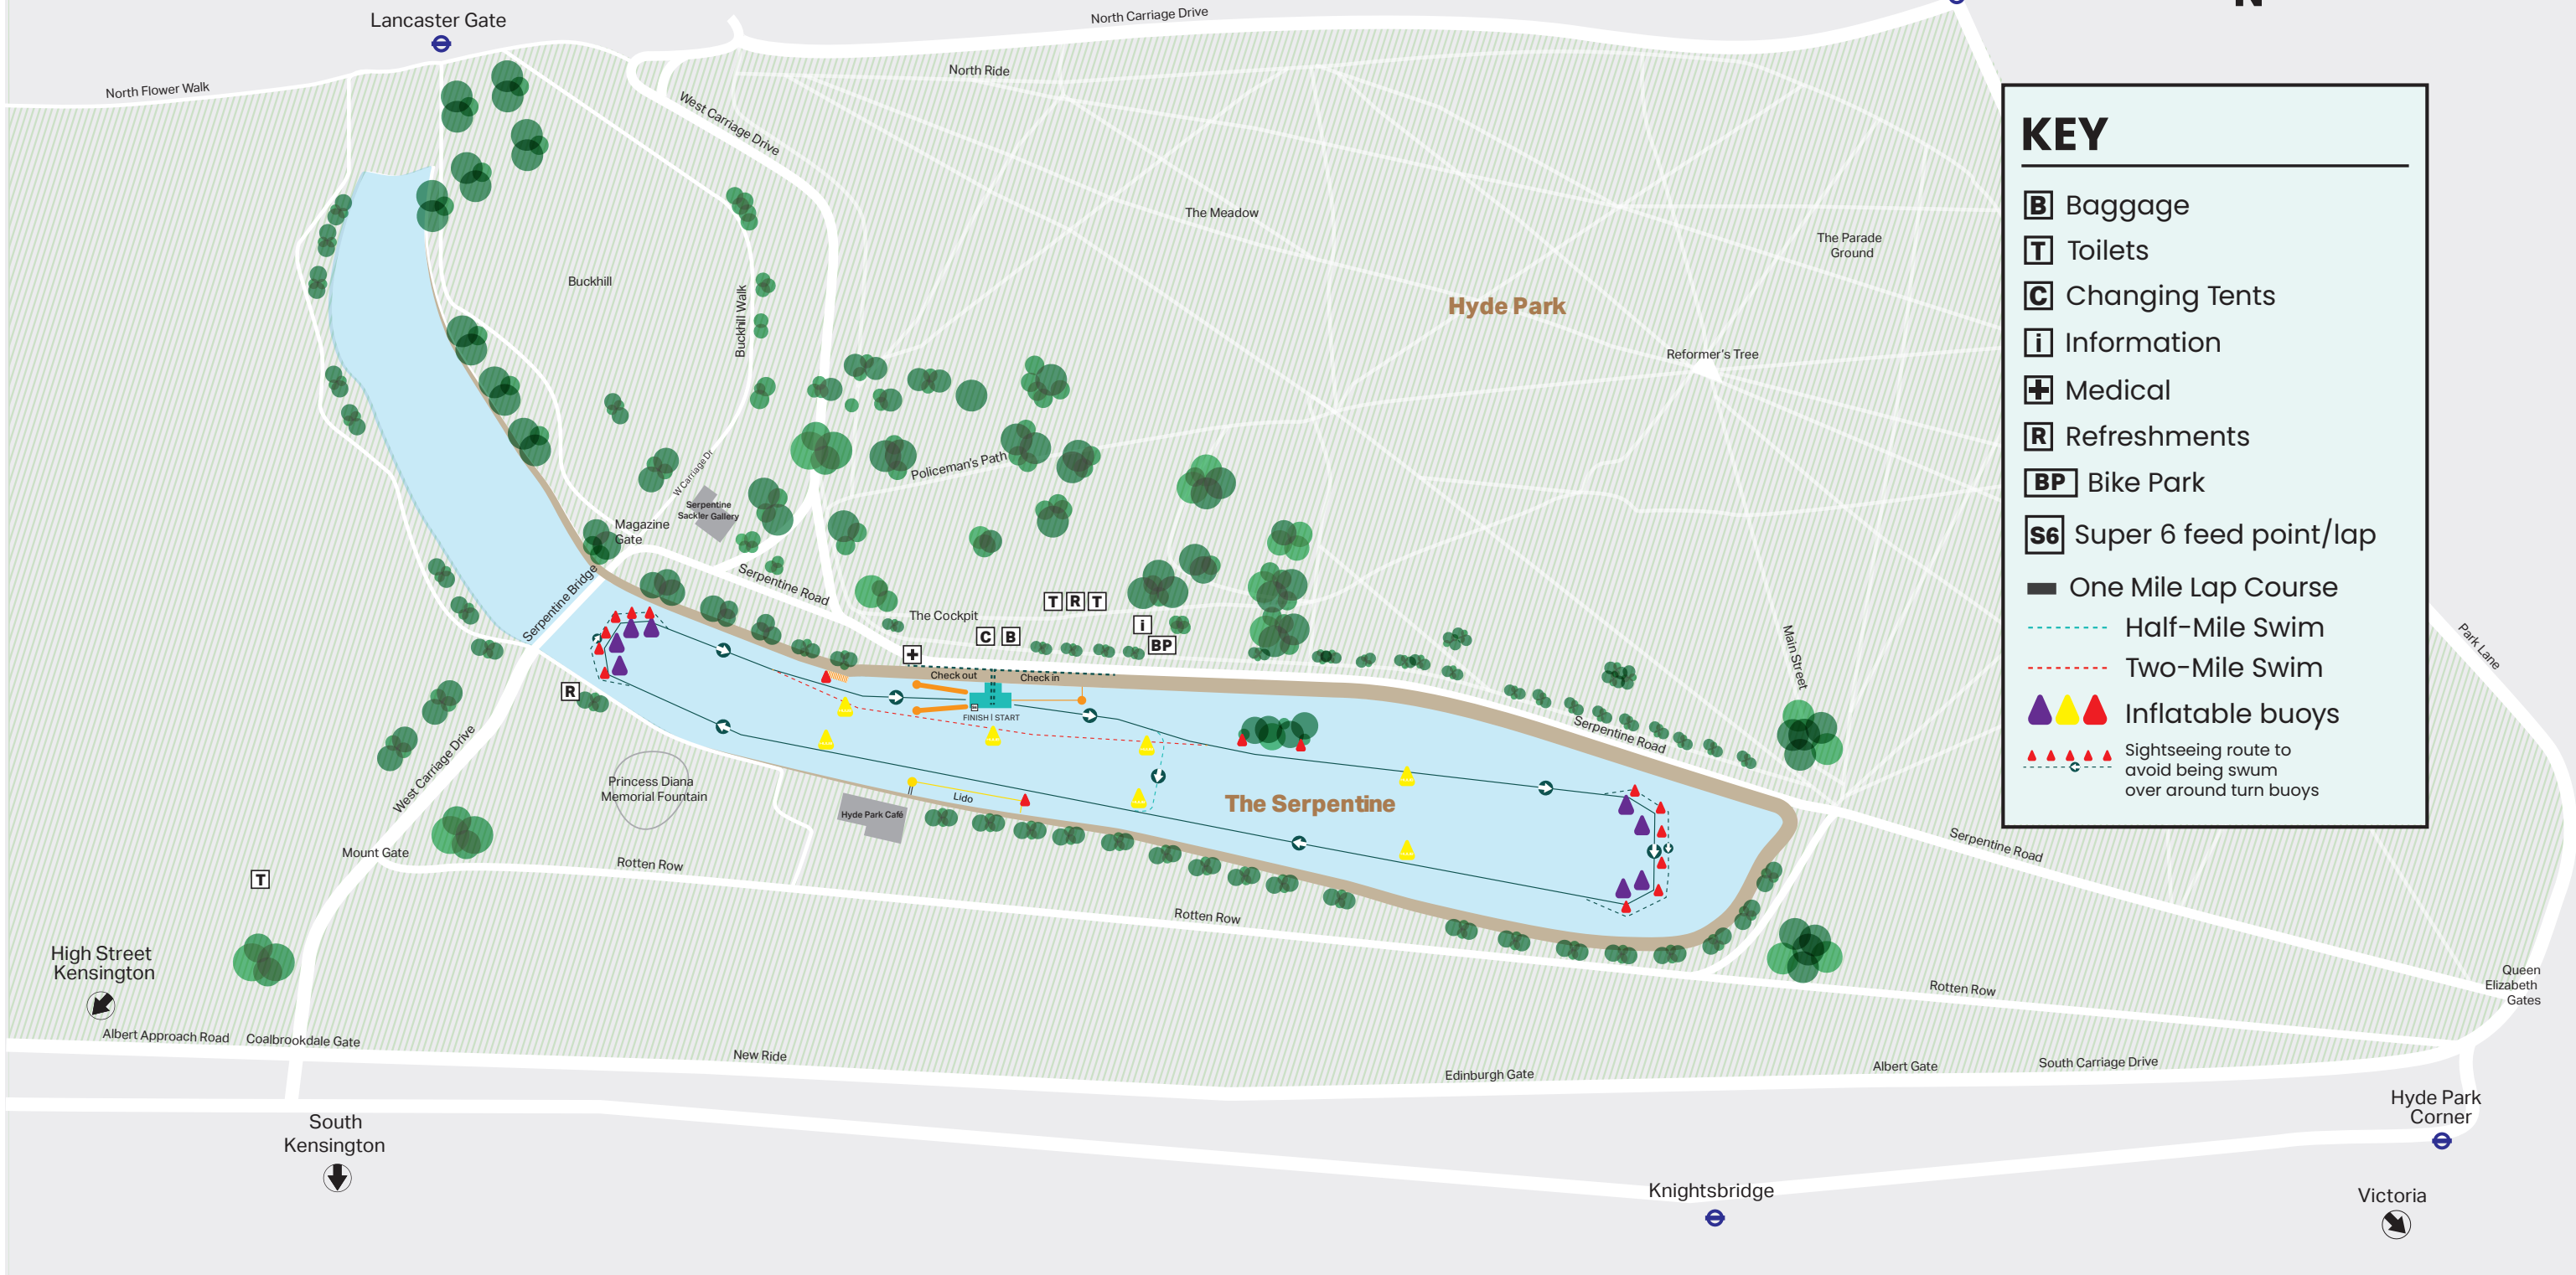 Lancaster Gate
North Carriage Drive
N
North Flower Walk
North Ride
West Carriage Drive
The Meadow
The Parade
Ground
Buckhill
Buckhill Walk
Hyde Park
Reformer's Tree
Policeman's Path
W Carriage Dr
Serpentine
Sackler Gallery
Magazine
Gate
Serpentine Bridge
Serpentine Road
The Cockpit
T R T
C B
i
BP
Main Street
Park Lane
Check out
Check in
FINISH | START
R
Serpentine Road
West Carriage Drive
Princess Diana
Memorial Fountain
Lido
Hyde Park Café
The Serpentine
Serpentine Road
Mount Gate
Rotten Row
T
Rotten Row
High Street
Kensington
Rotten Row
Queen
Elizabeth
Gates
Albert Approach Road
Coalbrookdale Gate
New Ride
Edinburgh Gate
Albert Gate
South Carriage Drive
South
Kensington
Hyde Park
Corner
Knightsbridge
Victoria
KEY
B Baggage
T Toilets
C Changing Tents
i Information
Medical
R Refreshments
BP Bike Park
S6 Super 6 feed point/lap
One Mile Lap Course
Half-Mile Swim
Two-Mile Swim
Inflatable buoys
Sightseeing route to
avoid being swum
over around turn buoys